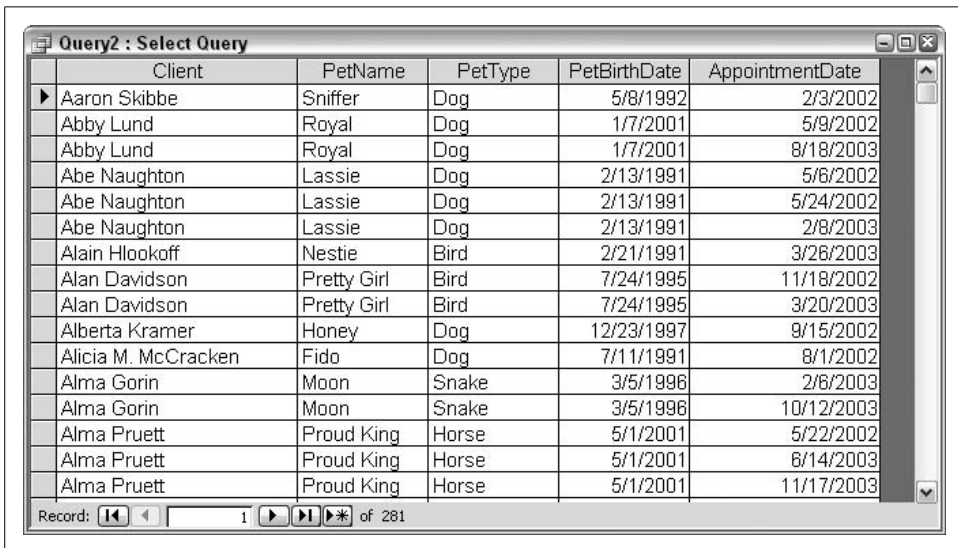 Query2 : Select Query
Client PetName PetType PetBirthDate AppointmentDate
Aaron Skibbe Sniffer Dog 5/8/1992 2/3/2002
Abby Lund Royal Dog 1/7/2001 5/9/2002
Abby Lund Royal Dog 1/7/2001 8/18/2003
Abe Naughton Lassie Dog 2/13/1991 5/6/2002
Abe Naughton Lassie Dog 2/13/1991 5/24/2002
Abe Naughton Lassie Dog 2/13/1991 2/8/2003
Alain Hlookoff Nestie Bird 2/21/1991 3/26/2003
Alan Davidson Pretty Girl Bird 7/24/1995 11/18/2002
Alan Davidson Pretty Girl Bird 7/24/1995 3/20/2003
Alberta Kramer Honey Dog 12/23/1997 9/15/2002
Alicia M. McCracken Fido Dog 7/11/1991 8/1/2002
Alma Gorin Moon Snake 3/5/1996 2/6/2003
Alma Gorin Moon Snake 3/5/1996 10/12/2003
Alma Pruett Proud King Horse 5/1/2001 5/22/2002
Alma Pruett Proud King Horse 5/1/2001 6/14/2003
Alma Pruett Proud King Horse 5/1/2001 11/17/2003
Record: 1 of 281